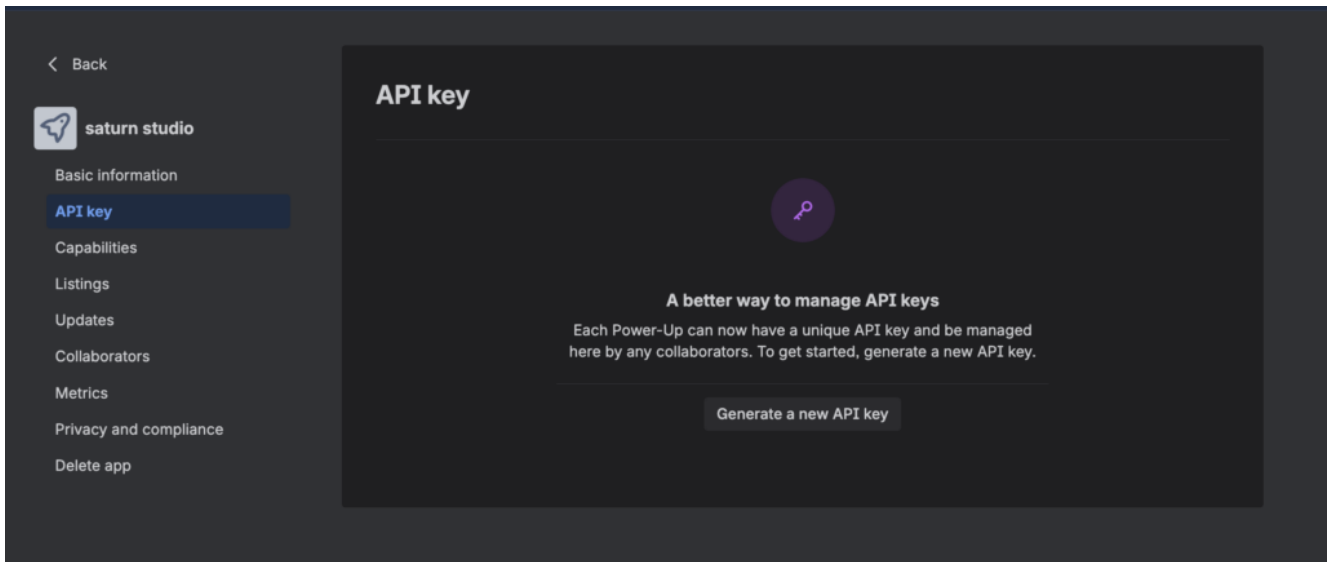 Back
saturn studio
Basic information
API key
Capabilities
Listings
Updates
Collaborators
Metrics
Privacy and compliance
Delete app
API key
A better way to manage API keys
Each Power-Up can now have a unique API key and be managed
here by any collaborators. To get started, generate a new API key.
Generate a new API key